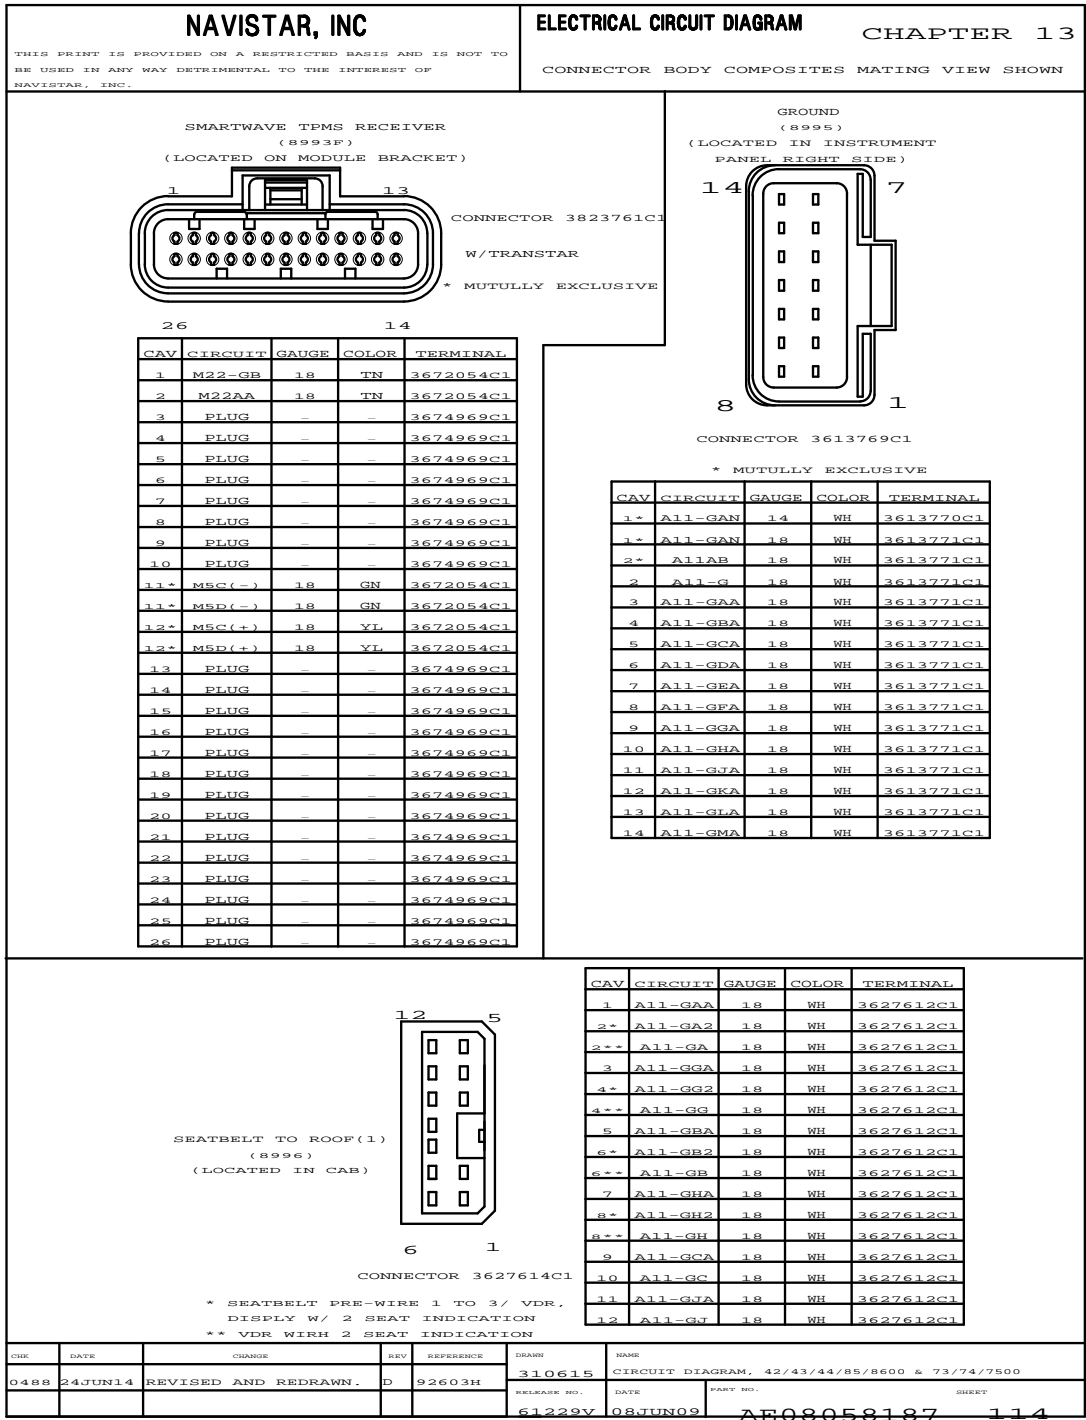 NAVISTAR, INC
THIS PRINT IS PROVIDED ON A RESTRICTED BASIS AND IS NOT TO
BE USED IN ANY WAY DETRIMENTAL TO THE INTEREST OF
NAVISTAR, INC.
ELECTRICAL CIRCUIT DIAGRAM
CHAPTER 13
CONNECTOR BODY COMPOSITES MATING VIEW SHOWN
SMARTWAVE TPMS RECEIVER
(8993F)
(LOCATED ON MODULE BRACKET)
1 13
CONNECTOR 3823761C1
W/TRANSTAR
* MUTULLY EXCLUSIVE
26 14
CAV CIRCUIT GAUGE COLOR TERMINAL
1 M22-GB 18 TN 3672054C1
2 M22AA 18 TN 3672054C1
3 PLUG – – 3674969C1
4 PLUG – – 3674969C1
5 PLUG – – 3674969C1
6 PLUG – – 3674969C1
7 PLUG – – 3674969C1
8 PLUG – – 3674969C1
9 PLUG – – 3674969C1
10 PLUG – – 3674969C1
11* M5C(-) 18 GN 3672054C1
11* M5D(-) 18 GN 3672054C1
12* M5C(+) 18 YL 3672054C1
12* M5D(+) 18 YL 3672054C1
13 PLUG – – 3674969C1
14 PLUG – – 3674969C1
15 PLUG – – 3674969C1
16 PLUG – – 3674969C1
17 PLUG – – 3674969C1
18 PLUG – – 3674969C1
19 PLUG – – 3674969C1
20 PLUG – – 3674969C1
21 PLUG – – 3674969C1
22 PLUG – – 3674969C1
23 PLUG – – 3674969C1
24 PLUG – – 3674969C1
25 PLUG – – 3674969C1
26 PLUG – – 3674969C1
GROUND
(8995)
(LOCATED IN INSTRUMENT
PANEL RIGHT SIDE)
14 7
8 1
CONNECTOR 3613769C1
* MUTULLY EXCLUSIVE
CAV CIRCUIT GAUGE COLOR TERMINAL
1* A11-GAN 14 WH 3613770C1
1* A11-GAN 18 WH 3613771C1
2* A11AB 18 WH 3613771C1
2 A11-G 18 WH 3613771C1
3 A11-GAA 18 WH 3613771C1
4 A11-GBA 18 WH 3613771C1
5 A11-GCA 18 WH 3613771C1
6 A11-GDA 18 WH 3613771C1
7 A11-GEA 18 WH 3613771C1
8 A11-GFA 18 WH 3613771C1
9 A11-GGA 18 WH 3613771C1
10 A11-GHA 18 WH 3613771C1
11 A11-GJA 18 WH 3613771C1
12 A11-GKA 18 WH 3613771C1
13 A11-GLA 18 WH 3613771C1
14 A11-GMA 18 WH 3613771C1
12 5
SEATBELT TO ROOF(1)
(8996)
(LOCATED IN CAB)
6 1
CONNECTOR 3627614C1
* SEATBELT PRE-WIRE 1 TO 3/ VDR,
DISPLY W/ 2 SEAT INDICATION
** VDR WIRH 2 SEAT INDICATION
CAV CIRCUIT GAUGE COLOR TERMINAL
1 A11-GAA 18 WH 3627612C1
2* A11-GA2 18 WH 3627612C1
2** A11-GA 18 WH 3627612C1
3 A11-GGA 18 WH 3627612C1
4* A11-GG2 18 WH 3627612C1
4** A11-GG 18 WH 3627612C1
5 A11-GBA 18 WH 3627612C1
6* A11-GB2 18 WH 3627612C1
6** A11-GB 18 WH 3627612C1
7 A11-GHA 18 WH 3627612C1
8* A11-GH2 18 WH 3627612C1
8** A11-GH 18 WH 3627612C1
9 A11-GCA 18 WH 3627612C1
10 A11-GC 18 WH 3627612C1
11 A11-GJA 18 WH 3627612C1
12 A11-GJ 18 WH 3627612C1
CHK DATE CHANGE REV REFERENCE
0488 24JUN14 REVISED AND REDRAWN. D 92603H
DRAWN
310615
NAME
CIRCUIT DIAGRAM, 42/43/44/85/8600 & 73/74/7500
RELEASE NO.
61229V
DATE
08JUN09
PART NO. SHEET
AE08058187 114